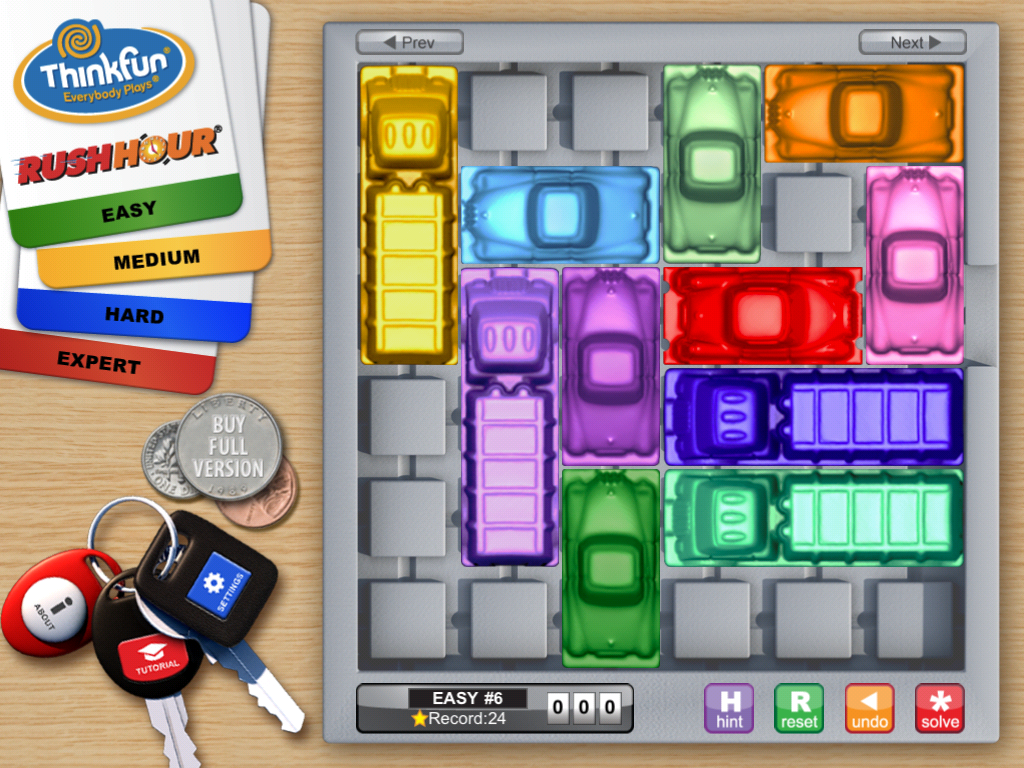 ◀ Prev
Next ▶
Thinkfun®
Everybody Plays®
RUSH HOUR®
EASY
MEDIUM
HARD
EXPERT
LIBERTY
BUY
FULL
VERSION
SETTINGS
i
ABOUT
TUTORIAL
EASY #6
Record:24
000
H
hint
R
reset
undo
*
solve